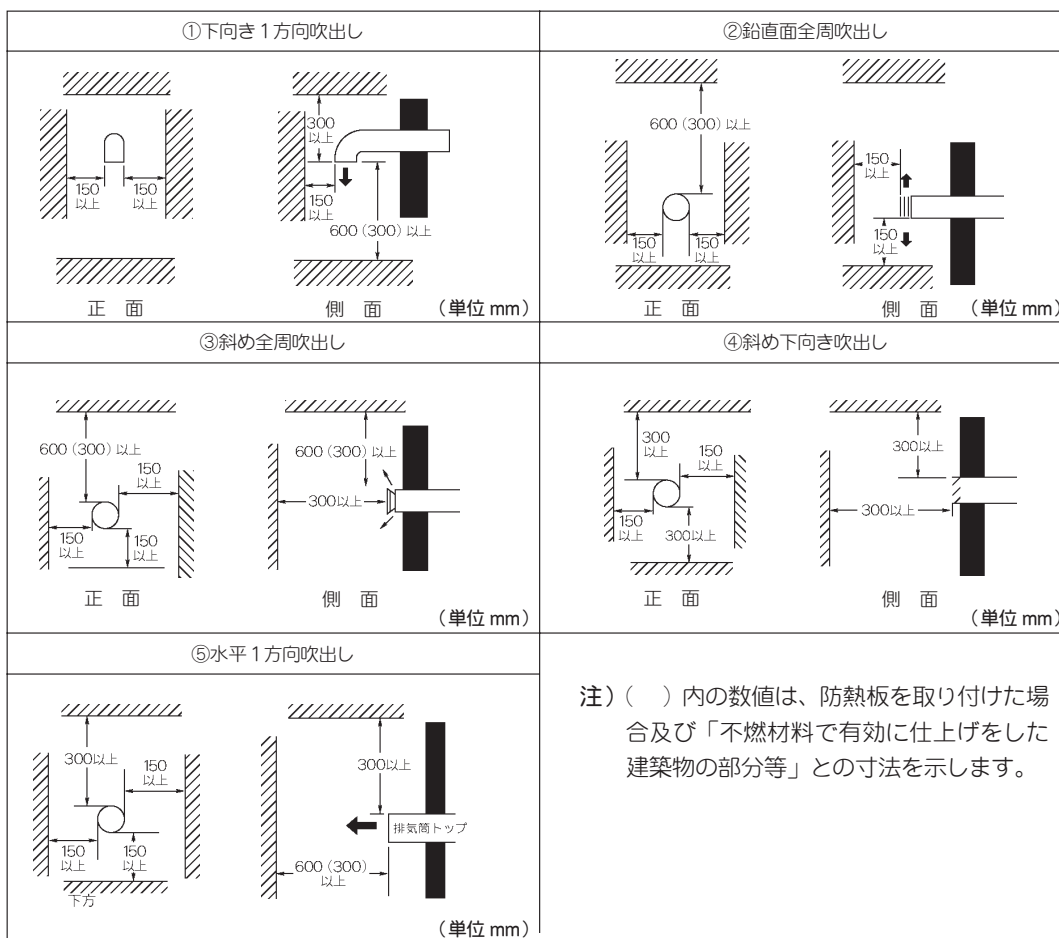 ①下向き1方向吹出し
300
以上
150
以上
150
以上
150
以上
600(300)以上
正　面
側　面
(単位 mm)
②鉛直面全周吹出し
600(300)以上
150
以上
150
以上
150
以上
150
以上
正　面
側　面
(単位 mm)
③斜め全周吹出し
600(300)以上
150
以上
150
以上
150
以上
600(300)以上
300以上
正　面
側　面
(単位 mm)
④斜め下向き吹出し
300
以上
150
以上
150
以上
300以上
300以上
300以上
正　面
側　面
(単位 mm)
⑤水平1方向吹出し
300以上
150
以上
150
以上
150
以上
下方
300以上
排気筒トップ
600(300)
以上
(単位 mm)
注)(　)内の数値は、防熱板を取り付けた場
合及び「不燃材料で有効に仕上げをした
建築物の部分等」との寸法を示します。